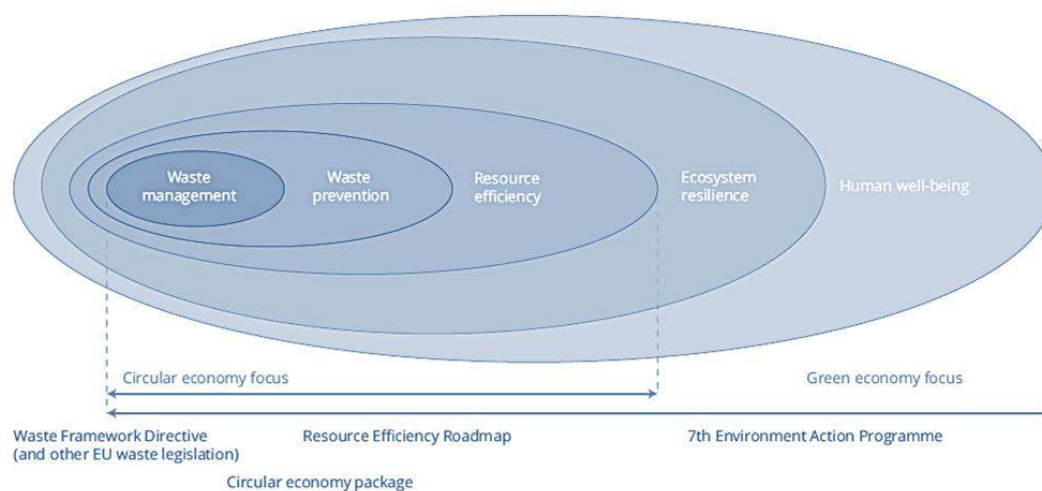 Waste
management
Waste
prevention
Resource
efficiency
Ecosystem
resilience
Human well-being
Circular economy focus
Green economy focus
Waste Framework Directive
(and other EU waste legislation)
Resource Efficiency Roadmap
7th Environment Action Programme
Circular economy package